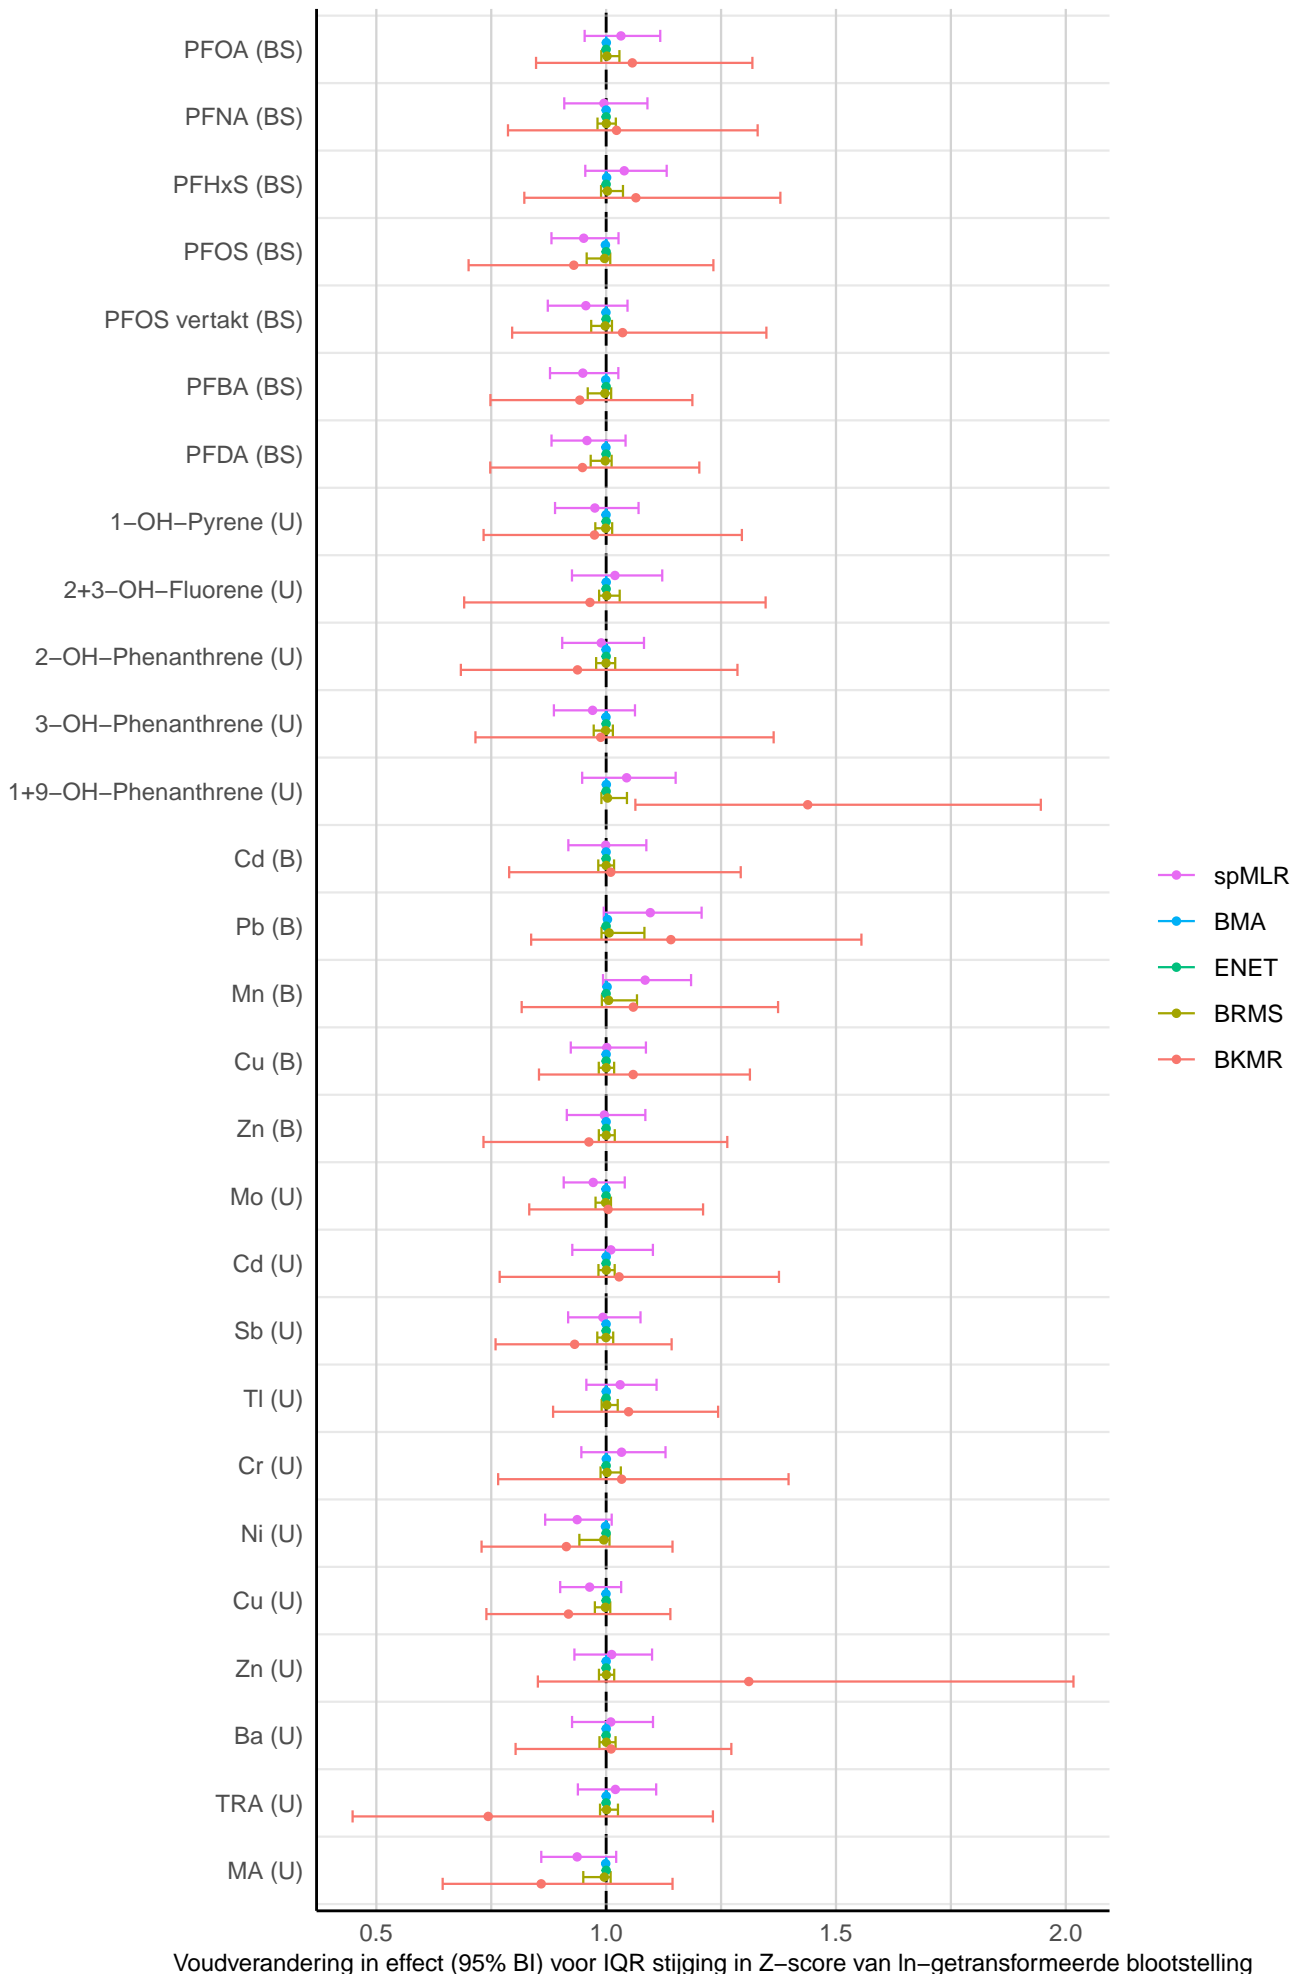 PFOA (BS)
PFNA (BS)
PFHxS (BS)
PFOS (BS)
PFOS vertakt (BS)
PFBA (BS)
PFDA (BS)
1−OH−Pyrene (U)
2+3−OH−Fluorene (U)
2−OH−Phenanthrene (U)
3−OH−Phenanthrene (U)
1+9−OH−Phenanthrene (U)
Cd (B)
Pb (B)
Mn (B)
Cu (B)
Zn (B)
Mo (U)
Cd (U)
Sb (U)
Tl (U)
Cr (U)
Ni (U)
Cu (U)
Zn (U)
Ba (U)
TRA (U)
MA (U)
spMLR
BMA
ENET
BRMS
BKMR
0.5 1.0 1.5 2.0
Voudverandering in effect (95% BI) voor IQR stijging in Z−score van ln−getransformeerde blootstelling